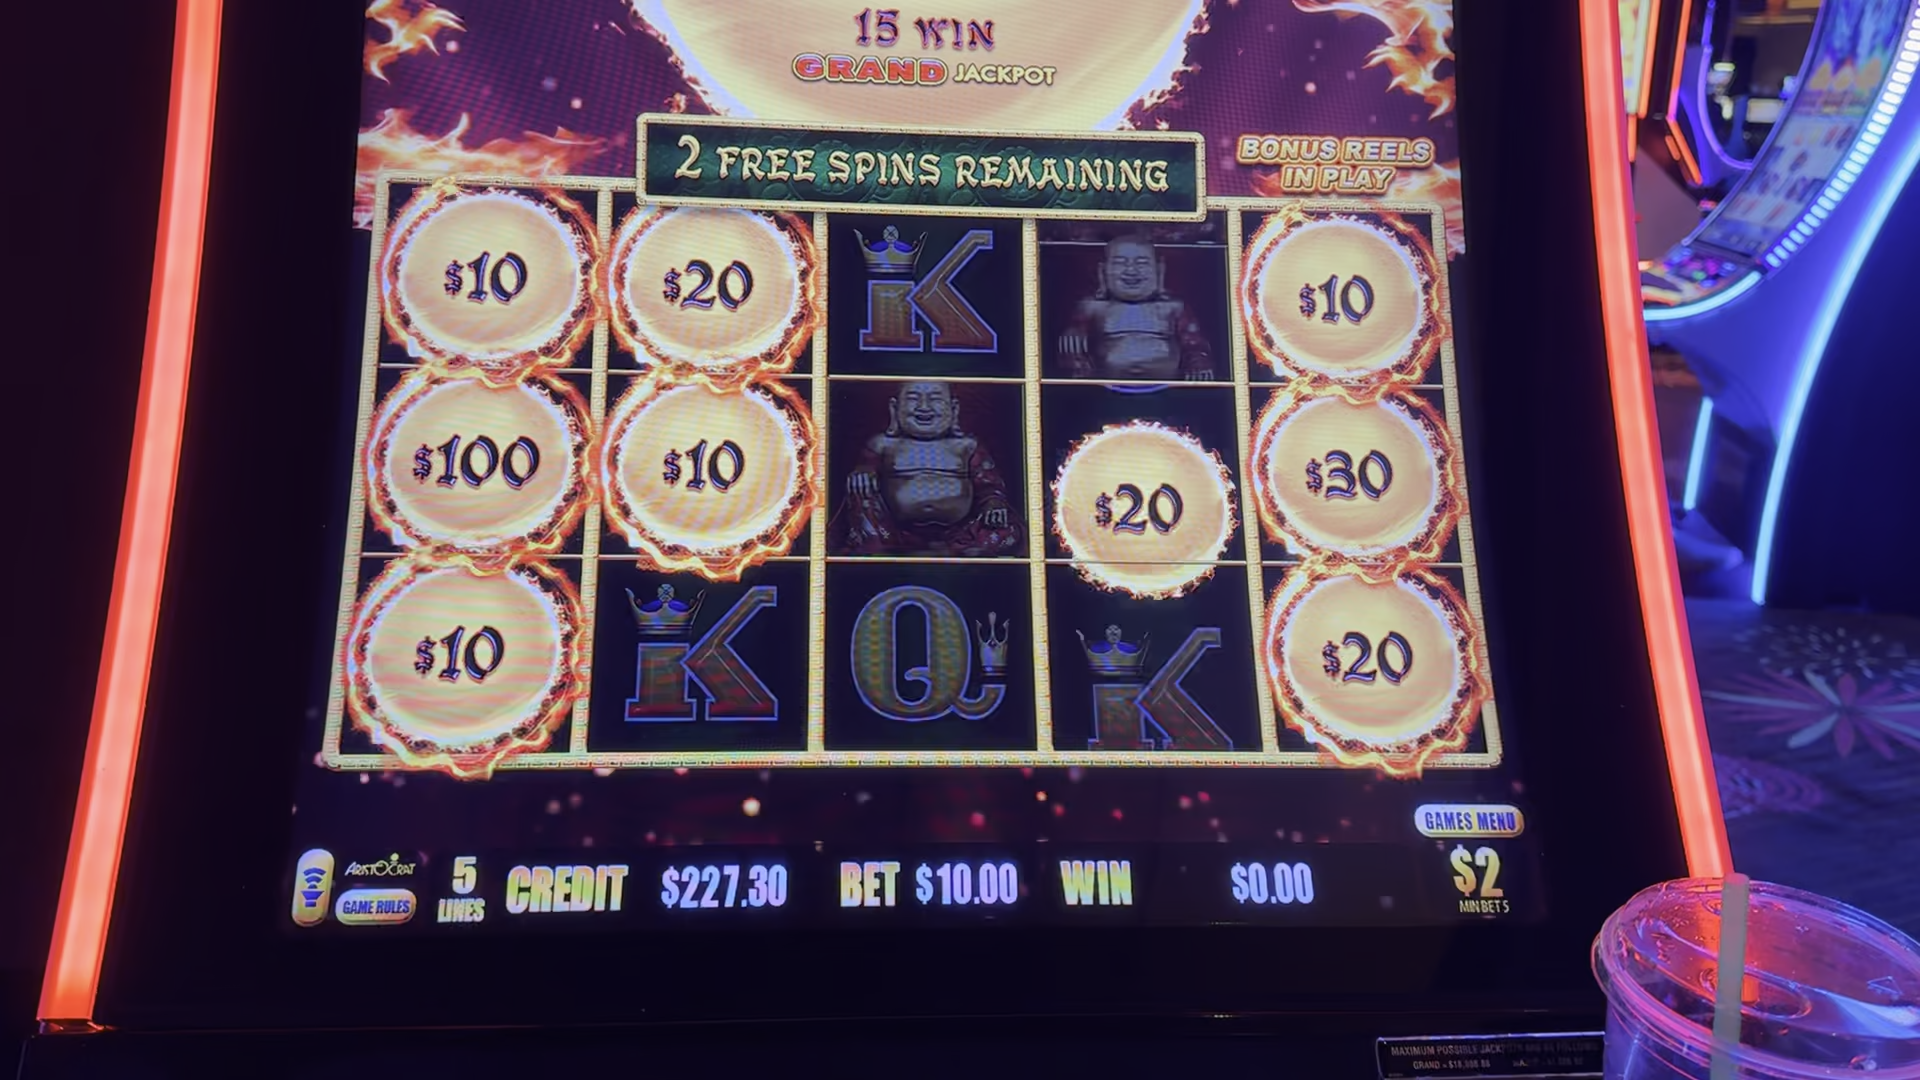 15 WIN
GRAND JACKPOT
2 FREE SPINS REMAINING
BONUS REELS
IN PLAY
$10
$20
K
$10
$100
$10
$20
$30
$10
K
Q
K
$20
GAMES MENU
ARISTOCRAT
GAME RULES
5
LINES
CREDIT $227.30
BET $10.00
WIN $0.00
$2
MIN BET 5
MAXIMUM POSSIBLE